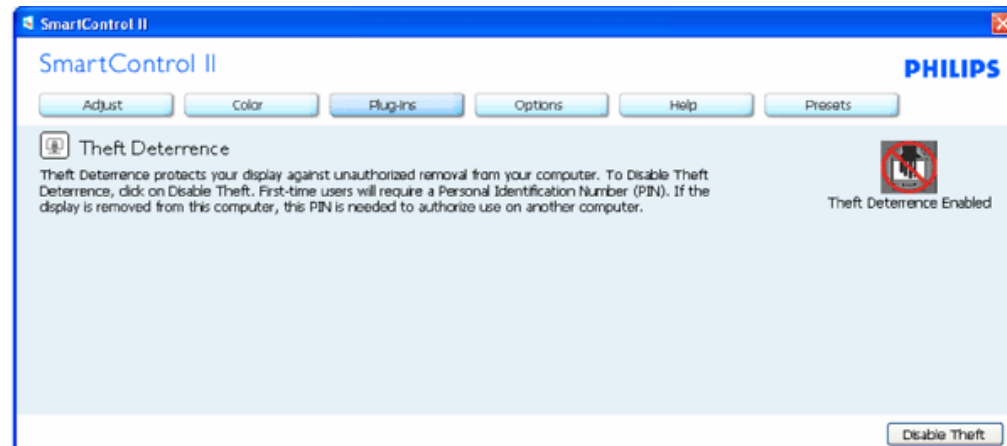 SmartControl II
SmartControl II
PHILIPS
Adjust Color Plug-Ins Options Help Presets
Theft Deterrence
Theft Deterrence protects your display against unauthorized removal from your computer. To Disable Theft
Deterrence, click on Disable Theft. First-time users will require a Personal Identification Number (PIN). If the
display is removed from this computer, this PIN is needed to authorize use on another computer.
Theft Deterrence Enabled
Disable Theft